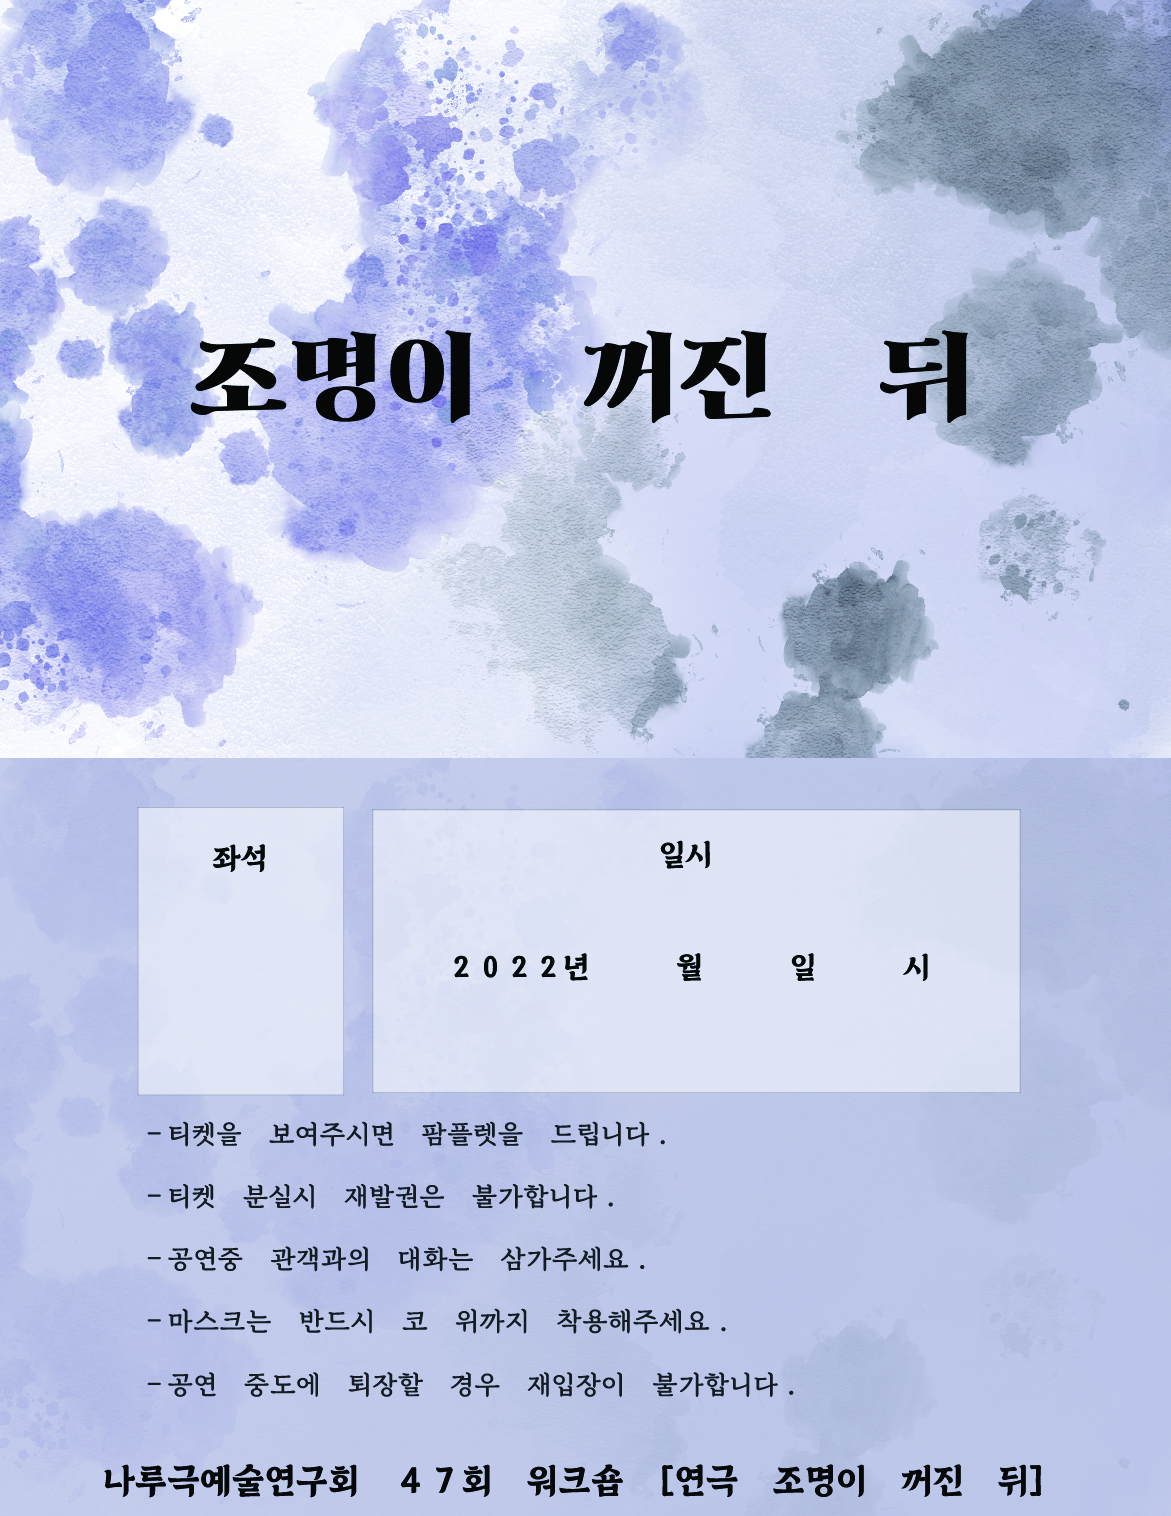 조명이 꺼진 뒤
좌석
일시
2022년 월 일 시
-티켓을 보여주시면 팜플렛을 드립니다.
-티켓 분실시 재발권은 불가합니다.
-공연중 관객과의 대화는 삼가주세요.
-마스크는 반드시 코 위까지 착용해주세요.
-공연 중도에 퇴장할 경우 재입장이 불가합니다.
나루극예술연구회 47회 워크숍 [연극 조명이 꺼진 뒤]